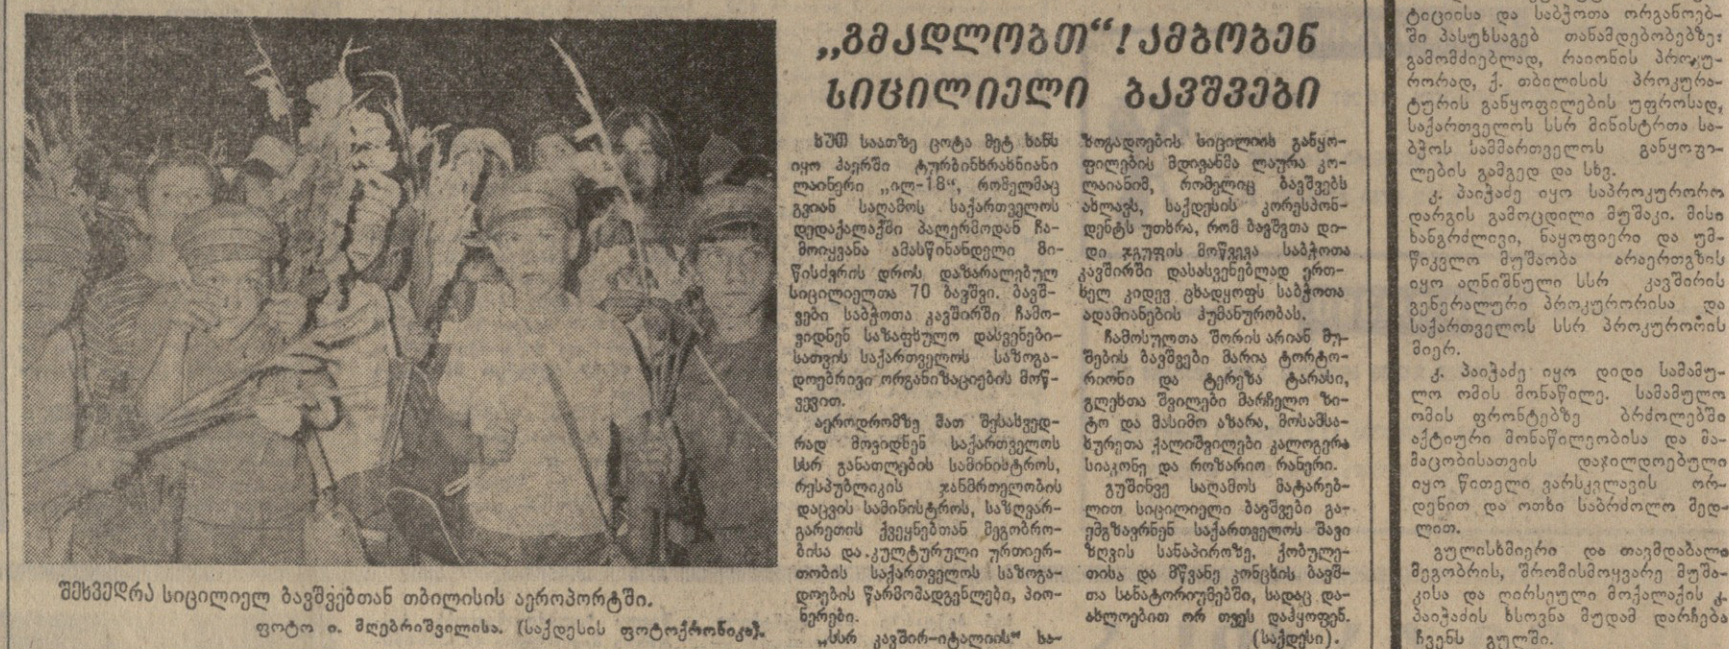 „გმადლობთ“! ამბობენ
სიცილიელი ბავშვები
სულ საათზე ცოტა მეტ ხანს
იყო ჰაერში ტურბინხრახნიანი
ლაინერი „ილ-18“, რომელმაც
გვიან საღამოს საქართველოს
დედაქალაქში პალერმოდან ჩა-
მოიყვანა ამასწინანდელი მი-
წისძვრის დროს დაზარალებულ
სიცილიელთა 70 ბავშვი. ბავშ-
ვები საბჭოთა კავშირში ჩამო-
ვიდნენ საზაფხულო დასვენები-
სათვის საქართველოს საზოგა-
დოებრივი ორგანიზაციების მოწ-
ვევით.
აეროდრომზე მათ შესახვედ-
რად მოვიდნენ საქართველოს
სსრ განათლების სამინისტროს,
რესპუბლიკის ჯანმრთელობის
დაცვის სამინისტროს, საზღვარ-
გარეთის ქვეყნებთან მეგობრო-
ბისა და კულტურული ურთიერ-
თობის საქართველოს საზოგა-
დოების წარმომადგენლები, პიო-
ნერები.
„სსრ კავშირ-იტალიის“ სა-
ზოგადოების სიცილიის განყო-
ფილების მდივანმა ლაურა კო-
ლაიანიმ, რომელიც ბავშვებს
ახლავს, საქდესის კორესპონ-
დენტს უთხრა, რომ ბავშვთა დი-
დი ჯგუფის მოწვევა საბჭოთა
კავშირში დასასვენებლად ერთ-
ხელ კიდევ ცხადყოფს საბჭოთა
ადამიანების ჰუმანურობას.
ჩამოსულთა შორის არიან მუ-
შების ბავშვები მარია ტორტო-
რიონი და ტერეზა ტარასი,
გლეხთა შვილები მარჩელო ზი-
ტო და მასიმო აზარა, მოსამსა-
ხურეთა ქალიშვილები კალოგერა
სიაკონე და როზარიო რანერი.
გუშინვე საღამოს მატარებ-
ლით სიცილიელი ბავშვები გა-
ემგზავრნენ საქართველოს შავი
ზღვის სანაპიროზე, ქობულე-
თისა და მწვანე კონცხის ბავშ-
თა სანატორიუმებში, სადაც და-
ახლოებით ორ თვეს დაჰყოფენ.
(საქდესი).
შეხვედრა სიცილიელ ბავშვებთან თბილისის აეროპორტში.
ფოტო ი. მღებრიშვილისა. (საქდესის ფოტოქრონიკა).
ტიციისა და საბჭოთა ორგანოებ-
ში პასუხსაგებ თანამდებობებზე:
გამომძიებლად, რაიონის პროკუ-
რორად, ქ. თბილისის პროკურა-
ტურის განყოფილების უფროსად,
საქართველოს სსრ მინისტრთა სა-
ბჭოს სამმართველოს განყოფი-
ლების გამგედ და სხვ.
კ. პაიჭაძე იყო საპროკურორო
დარგის გამოცდილი მუშაკი. მისი
ხანგრძლივი, ნაყოფიერი და უმ-
წიკვლო მუშაობა არაერთგზის
იყო აღნიშნული სსრ კავშირის
გენერალური პროკურორისა და
საქართველოს სსრ პროკურორის
მიერ.
კ. პაიჭაძე იყო დიდი სამამუ-
ლო ომის მონაწილე. სამამულო
ომის ფრონტებზე ბრძოლებში
აქტიური მონაწილეობისა და მა-
მაცობისათვის დაჯილდოებული
იყო წითელი ვარსკვლავის ორ-
დენით და ოთხი საბრძოლო მედ-
ლით.
გულისხმიერი და თავმდაბალი
მეგობრის, შრომისმოყვარე მუშა-
კისა და ღირსეული მოქალაქის კ.
პაიჭაძის ხსოვნა მუდამ დარჩება
ჩვენს გულში.